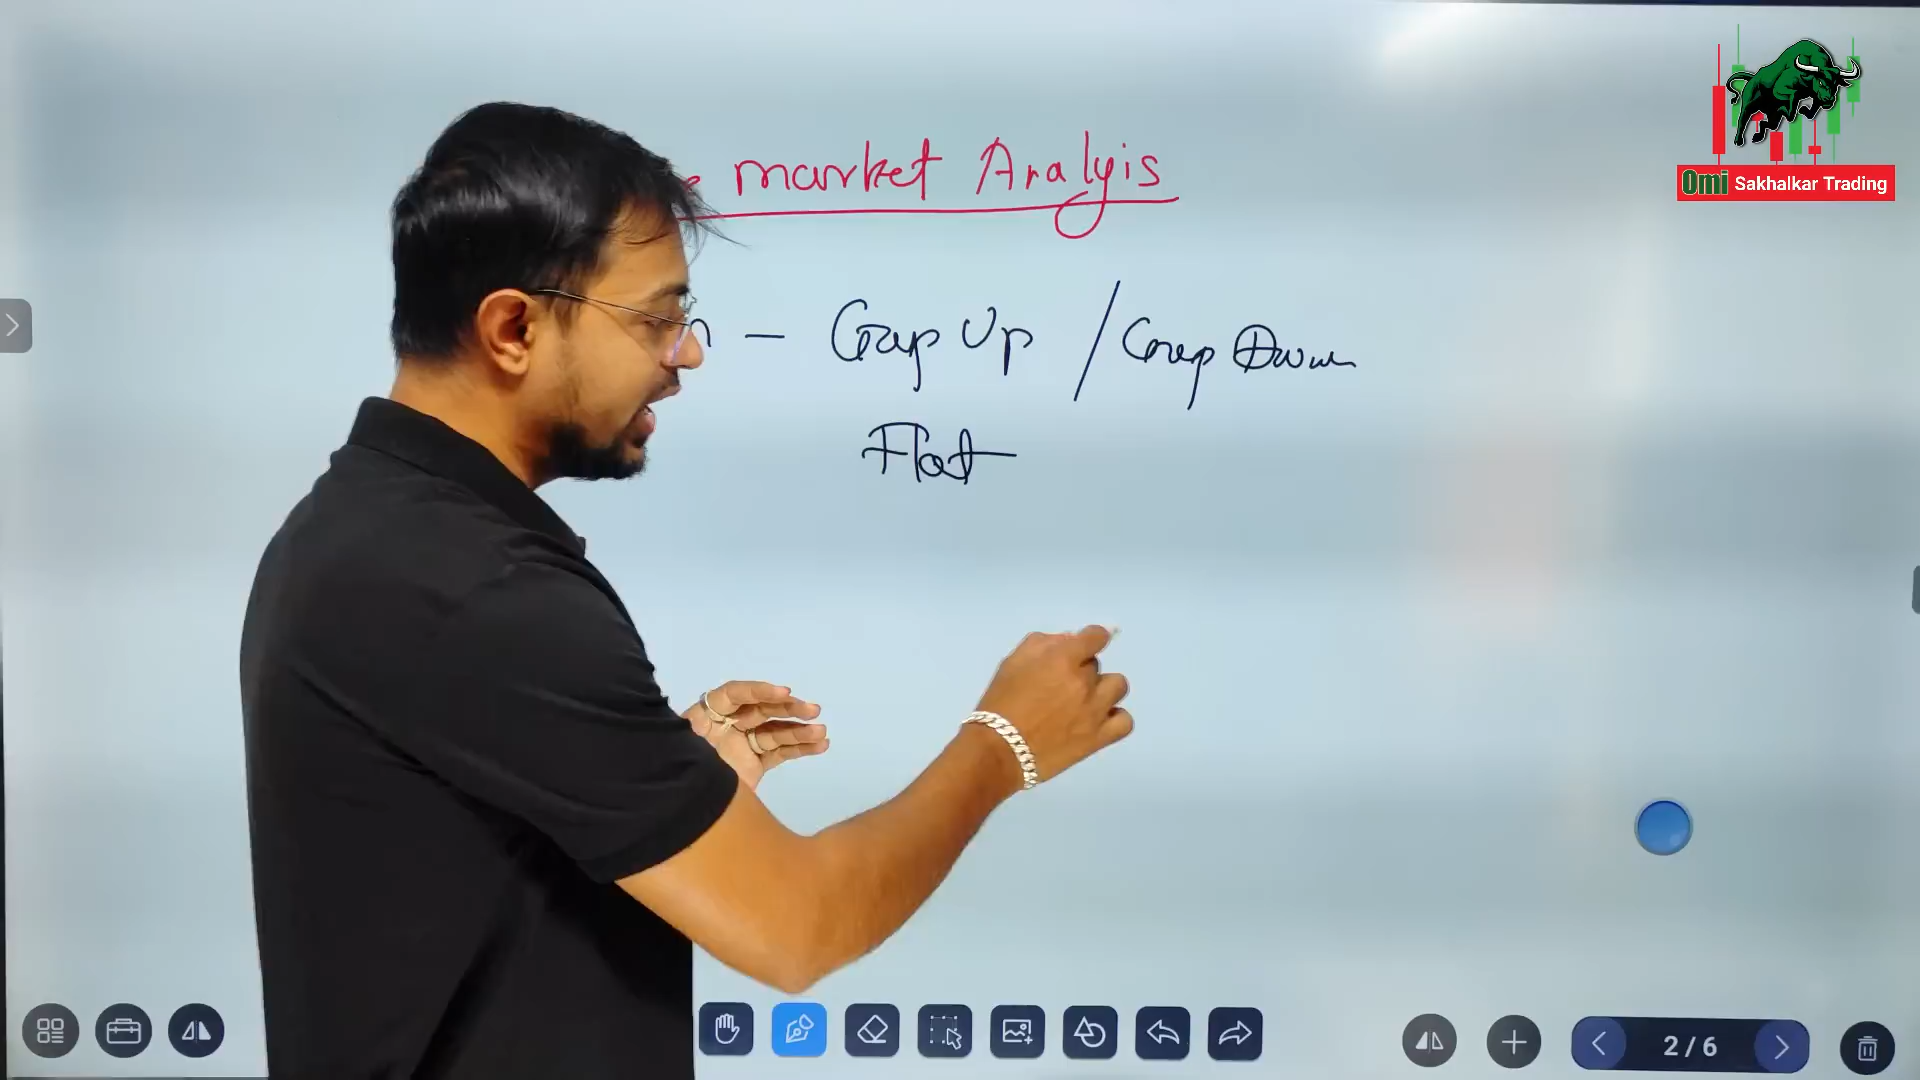 market Analyis
— Gap Up / Gap Down
Flat
Omi Sakhalkar Trading
2 / 6